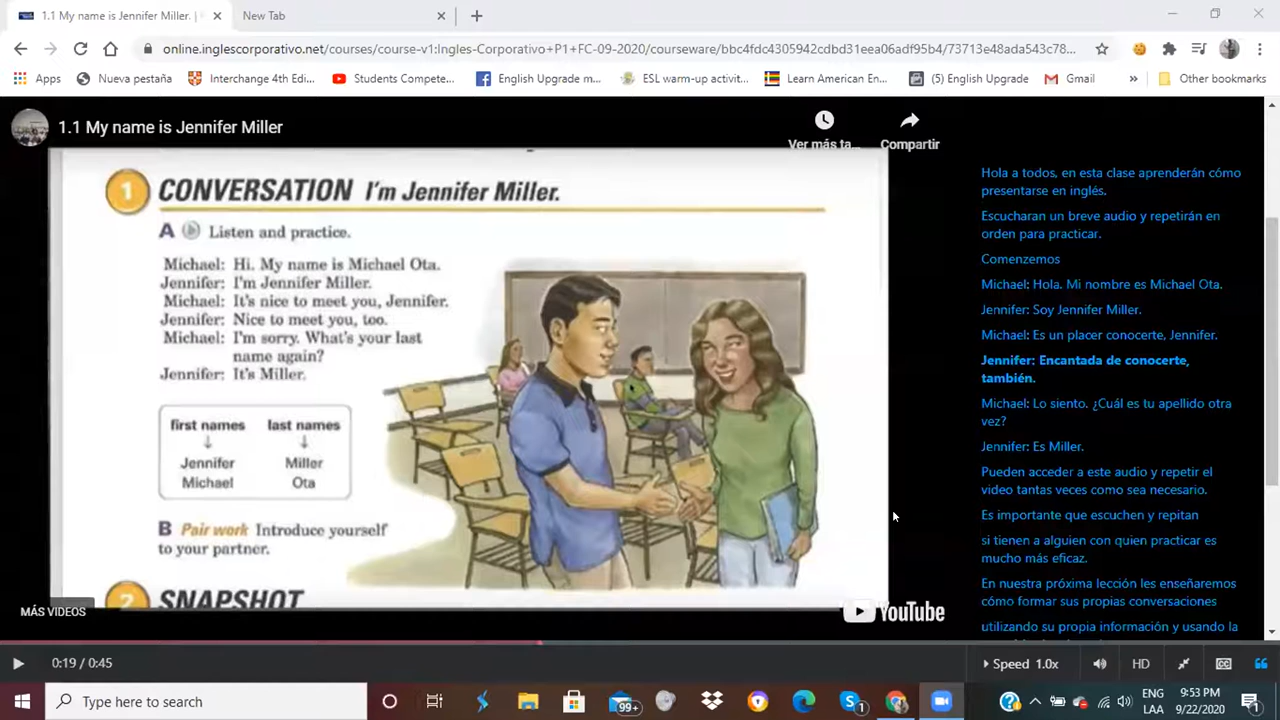 1.1 My name is Jennifer Miller. |
New Tab
online.inglescorporativo.net/courses/course-v1:Ingles-Corporativo+P1+FC-09-2020/courseware/bbc4fdc4305942cdbd31eea06adf95b4/73713e48ada543c78...
Apps
Nueva pestaña
Interchange 4th Edi...
Students Compete...
English Upgrade m...
ESL warm-up activit...
Learn American En...
(5) English Upgrade
Gmail
»
Other bookmarks
1.1 My name is Jennifer Miller
Ver más ta...
Compartir
1 CONVERSATION I'm Jennifer Miller.
A Listen and practice.
Michael: Hi. My name is Michael Ota.
Jennifer: I'm Jennifer Miller.
Michael: It's nice to meet you, Jennifer.
Jennifer: Nice to meet you, too.
Michael: I'm sorry. What's your last
name again?
Jennifer: It's Miller.
first names last names
↓ ↓
Jennifer Miller
Michael Ota
B Pair work Introduce yourself
to your partner.
2 SNAPSHOT
MÁS VIDEOS
YouTube
Hola a todos, en esta clase aprenderán cómo
presentarse en inglés.
Escucharan un breve audio y repetirán en
orden para practicar.
Comenzemos
Michael: Hola. Mi nombre es Michael Ota.
Jennifer: Soy Jennifer Miller.
Michael: Es un placer conocerte, Jennifer.
Jennifer: Encantada de conocerte,
también.
Michael: Lo siento. ¿Cuál es tu apellido otra
vez?
Jennifer: Es Miller.
Pueden acceder a este audio y repetir el
video tantas veces como sea necesario.
Es importante que escuchen y repitan
si tienen a alguien con quien practicar es
mucho más eficaz.
En nuestra próxima lección les enseñaremos
cómo formar sus propias conversaciones
utilizando su propia información y usando la
0:19 / 0:45
Speed 1.0x
HD
Type here to search
99+
1
ENG
LAA
9:53 PM
9/22/2020
1